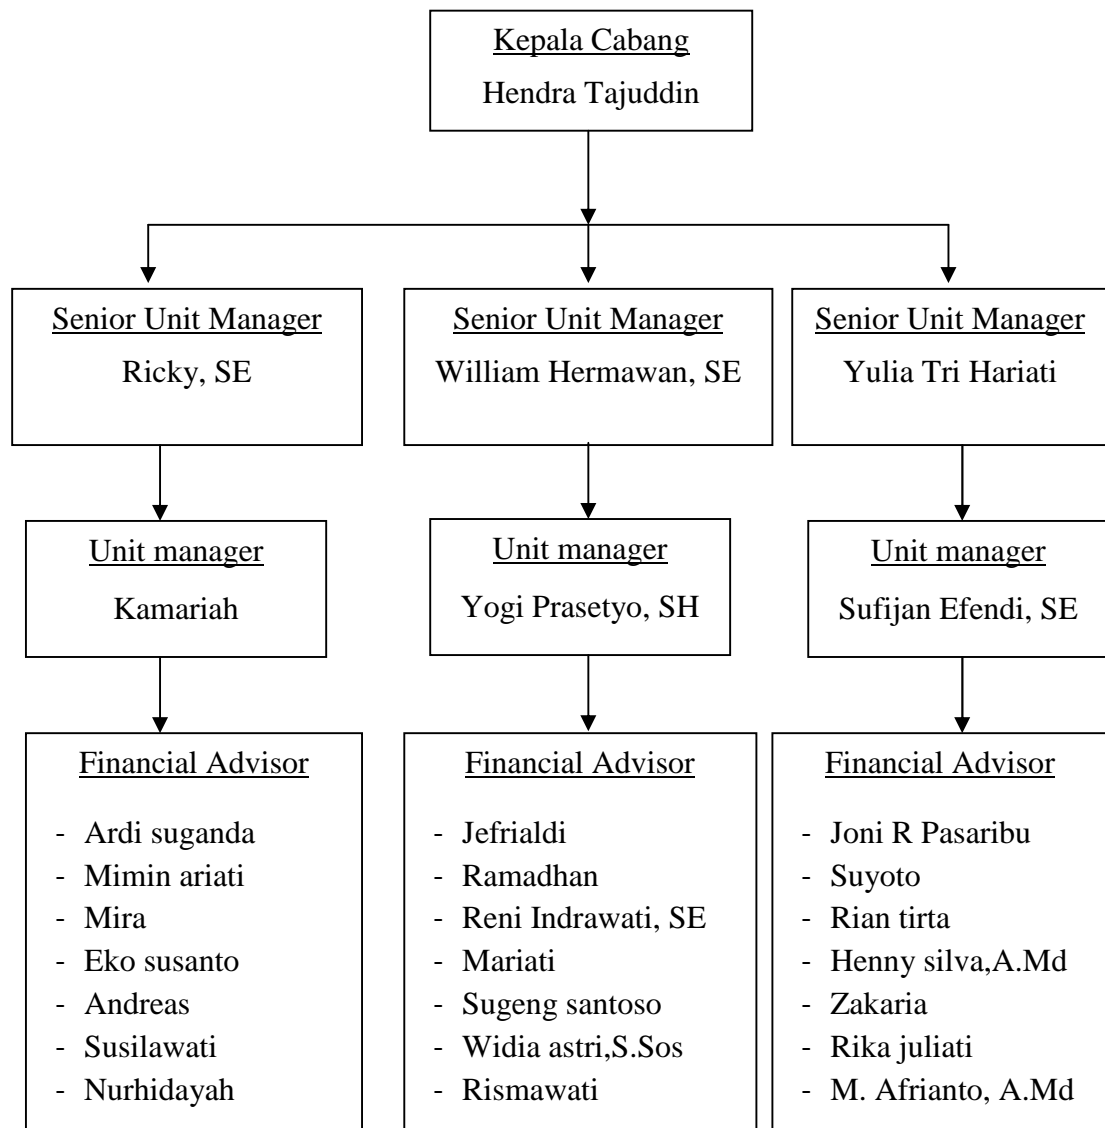 Kepala Cabang
Hendra Tajuddin
Senior Unit Manager
Ricky, SE
Senior Unit Manager
William Hermawan, SE
Senior Unit Manager
Yulia Tri Hariati
Unit manager
Kamariah
Unit manager
Yogi Prasetyo, SH
Unit manager
Sufijan Efendi, SE
Financial Advisor
- Ardi suganda
- Mimin ariati
- Mira
- Eko susanto
- Andreas
- Susilawati
- Nurhidayah
Financial Advisor
- Jefrialdi
- Ramadhan
- Reni Indrawati, SE
- Mariati
- Sugeng santoso
- Widia astri,S.Sos
- Rismawati
Financial Advisor
- Joni R Pasaribu
- Suyoto
- Rian tirta
- Henny silva,A.Md
- Zakaria
- Rika juliati
- M. Afrianto, A.Md